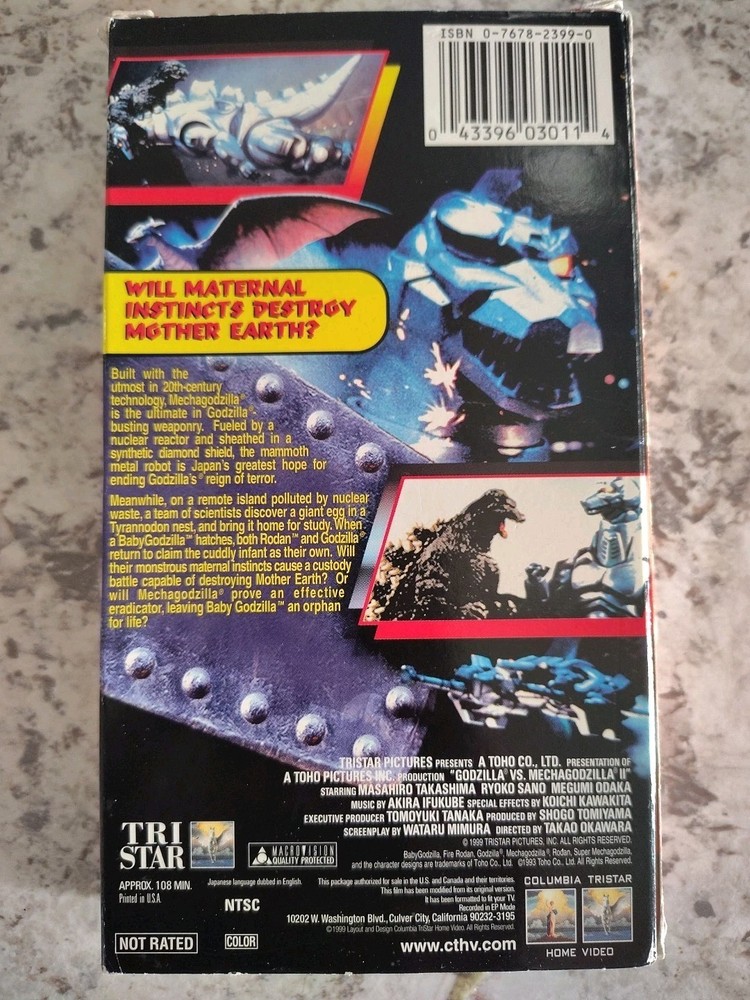 ISBN 0-7678-2399-0
0 43396 03011 4
WILL MATERNAL
INSTINCTS DESTROY
MOTHER EARTH?
Built with the
utmost in 20th-century
technology, Mechagodzilla®
is the ultimate in Godzilla®-
busting weaponry. Fueled by a
nuclear reactor and sheathed in a
synthetic diamond shield, the mammoth
metal robot is Japan's greatest hope for
ending Godzilla's® reign of terror.
Meanwhile, on a remote island polluted by nuclear
waste, a team of scientists discover a giant egg in a
Tyrannodon nest, and bring it home for study. When
a BabyGodzilla™ hatches, both Rodan™ and Godzilla®
return to claim the cuddly infant as their own. Will
their monstrous maternal instincts cause a custody
battle capable of destroying Mother Earth? Or
will Mechagodzilla® prove an effective
eradicator, leaving Baby Godzilla™ an orphan
for life?
TRISTAR PICTURES PRESENTS A TOHO CO., LTD. PRESENTATION OF
A TOHO PICTURES INC. PRODUCTION "GODZILLA® VS. MECHAGODZILLA® II"
STARRING MASAHIRO TAKASHIMA RYOKO SANO MEGUMI ODAKA
MUSIC BY AKIRA IFUKUBE SPECIAL EFFECTS BY KOICHI KAWAKITA
EXECUTIVE PRODUCER TOMOYUKI TANAKA PRODUCED BY SHOGO TOMIYAMA
SCREENPLAY BY WATARU MIMURA DIRECTED BY TAKAO OKAWARA
© 1999 TRISTAR PICTURES, INC. ALL RIGHTS RESERVED.
BabyGodzilla, Fire Rodan, Godzilla®, Mechagodzilla®, Rodan, Super Mechagodzilla,
and the character designs are trademarks of Toho Co., Ltd. ©1993 Toho Co., Ltd. All Rights Reserved.
TRI
STAR
MACROVISION
QUALITY PROTECTED
APPROX. 108 MIN.
Printed in U.S.A.
Japanese language dubbed in English.
NTSC
This package authorized for sale in the U.S. and Canada and their territories.
This film has been modified from its original version.
It has been formatted to fit your TV.
Recorded in EP Mode
10202 W. Washington Blvd., Culver City, California 90232-3195
©1999 Layout and Design Columbia TriStar Home Video. All Rights Reserved.
NOT RATED
COLOR
www.cthv.com
COLUMBIA TRISTAR
HOME VIDEO